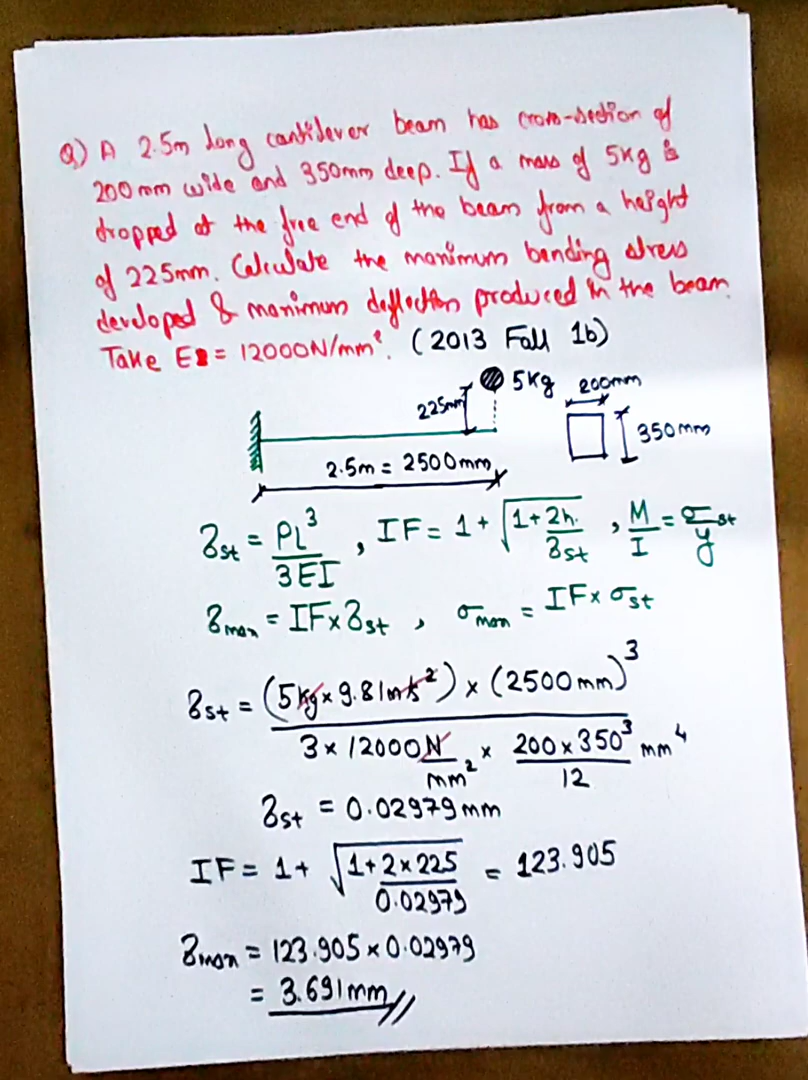 Q) A 2.5m long cantilever beam has cross-section of
200mm wide and 350mm deep. If a mass of 5kg is
dropped at the free end of the beam from a height
of 225mm. Calculate the maximum bending stress
developed & maximum deflection produced in the beam.
Take E = 12000N/mm². (2013 Fall 1b)
5kg 200mm
225mm
350mm
2.5m = 2500mm
δst = PL³/3EI , IF = 1 + √(1 + 2h/δst) , M/I = σst/y
δmax = IF x δst , σmax = IF x σst
δst = (5kg x 9.81m/s²) x (2500mm)³ / 3 x 12000N/mm² x 200 x 350³/12 mm⁴
δst = 0.02979mm
IF = 1 + √(1 + 2 x 225/0.02979) = 123.905
δmax = 123.905 x 0.02979
= 3.691mm//